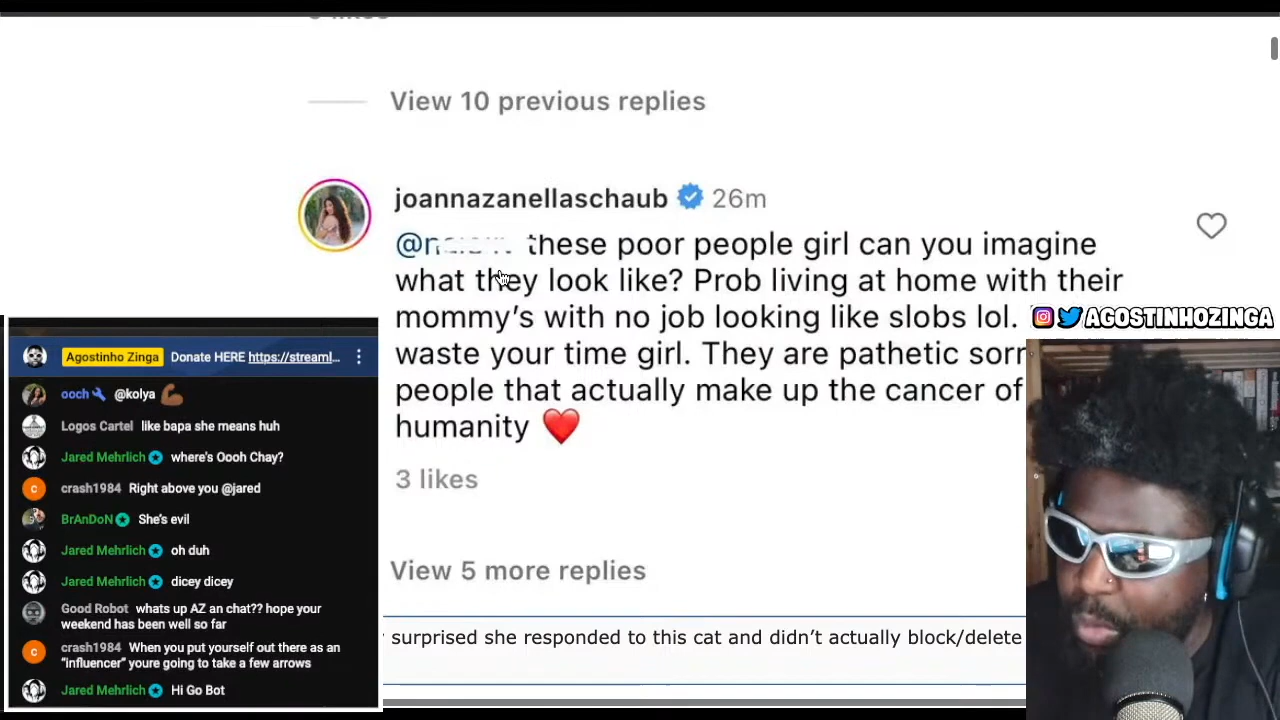 View 10 previous replies
joannazanellaschaub 26m
these poor people girl can you imagine
what they look like? Prob living at home with their
mommy's with no job looking like slobs lol.
waste your time girl. They are pathetic
people that actually make up the cancer of
humanity ❤️
3 likes
View 5 more replies
surprised she responded to this cat and didn't actually block/delete
Agostinho Zinga Donate HERE https://streaml...
ooch @kolya 💪🏾
Logos Cartel like bapa she means huh
Jared Mehrlich where's Oooh Chay?
crash1984 Right above you @jared
BrAnDoN She's evil
Jared Mehrlich oh duh
Jared Mehrlich dicey dicey
Good Robot whats up AZ an chat?? hope your
weekend has been well so far
crash1984 When you put yourself out there as an
"influencer" youre going to take a few arrows
Jared Mehrlich Hi Go Bot
AGOSTINHOZINGA